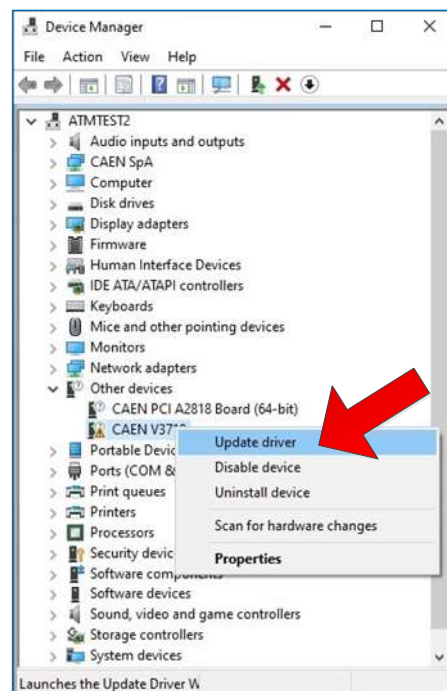 Device Manager
File Action View Help
ATMTEST2
Audio inputs and outputs
CAEN SpA
Computer
Disk drives
Display adapters
Firmware
Human Interface Devices
IDE ATA/ATAPI controllers
Keyboards
Mice and other pointing devices
Monitors
Network adapters
Other devices
CAEN PCI A2818 Board (64-bit)
CAEN
Update driver
Portable
Disable device
Ports (COM &
Print queues
Uninstall device
Printers
Scan for hardware changes
Processors
Security
Properties
Software
Software devices
Sound, video and game controllers
Storage controllers
System devices
Launches the Update Driver